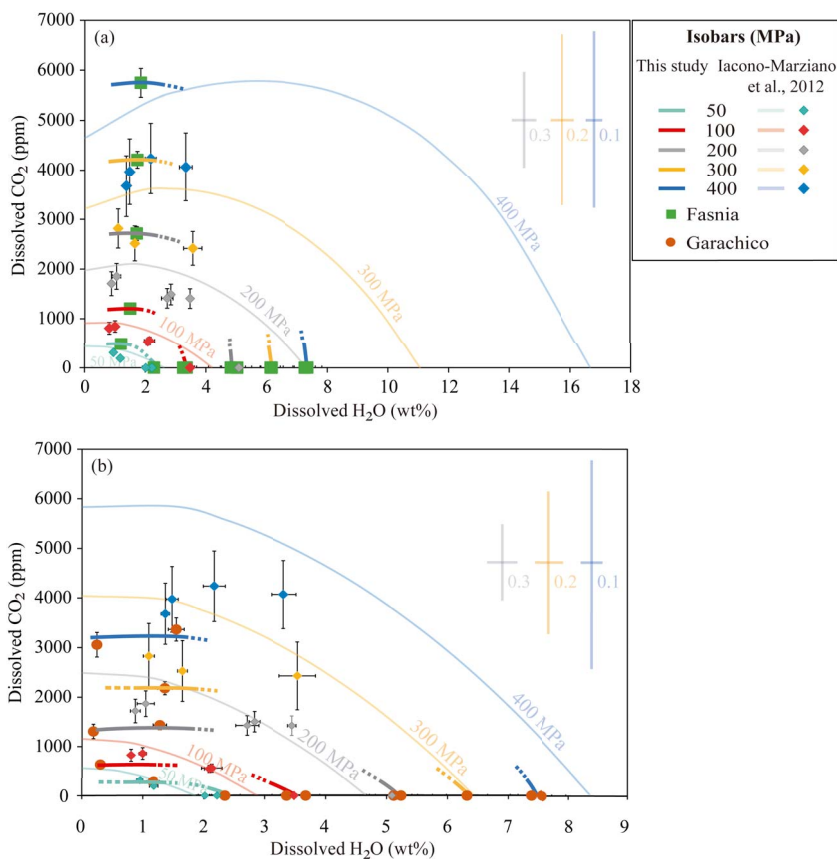 7000
6000
5000
4000
3000
2000
1000
0
Dissolved CO2 (ppm)
(a)
0.3
0.2
0.1
400 MPa
300 MPa
200 MPa
100 MPa
50 MPa
0 2 4 6 8 10 12 14 16 18
Dissolved H2O (wt%)
Isobars (MPa)
This study Iacono-Marziano
et al., 2012
50
100
200
300
400
Fasnia
Garachico
7000
6000
5000
4000
3000
2000
1000
0
Dissolved CO2 (ppm)
(b)
0.3
0.2
0.1
400 MPa
300 MPa
200 MPa
100 MPa
50 MPa
0 1 2 3 4 5 6 7 8 9
Dissolved H2O (wt%)